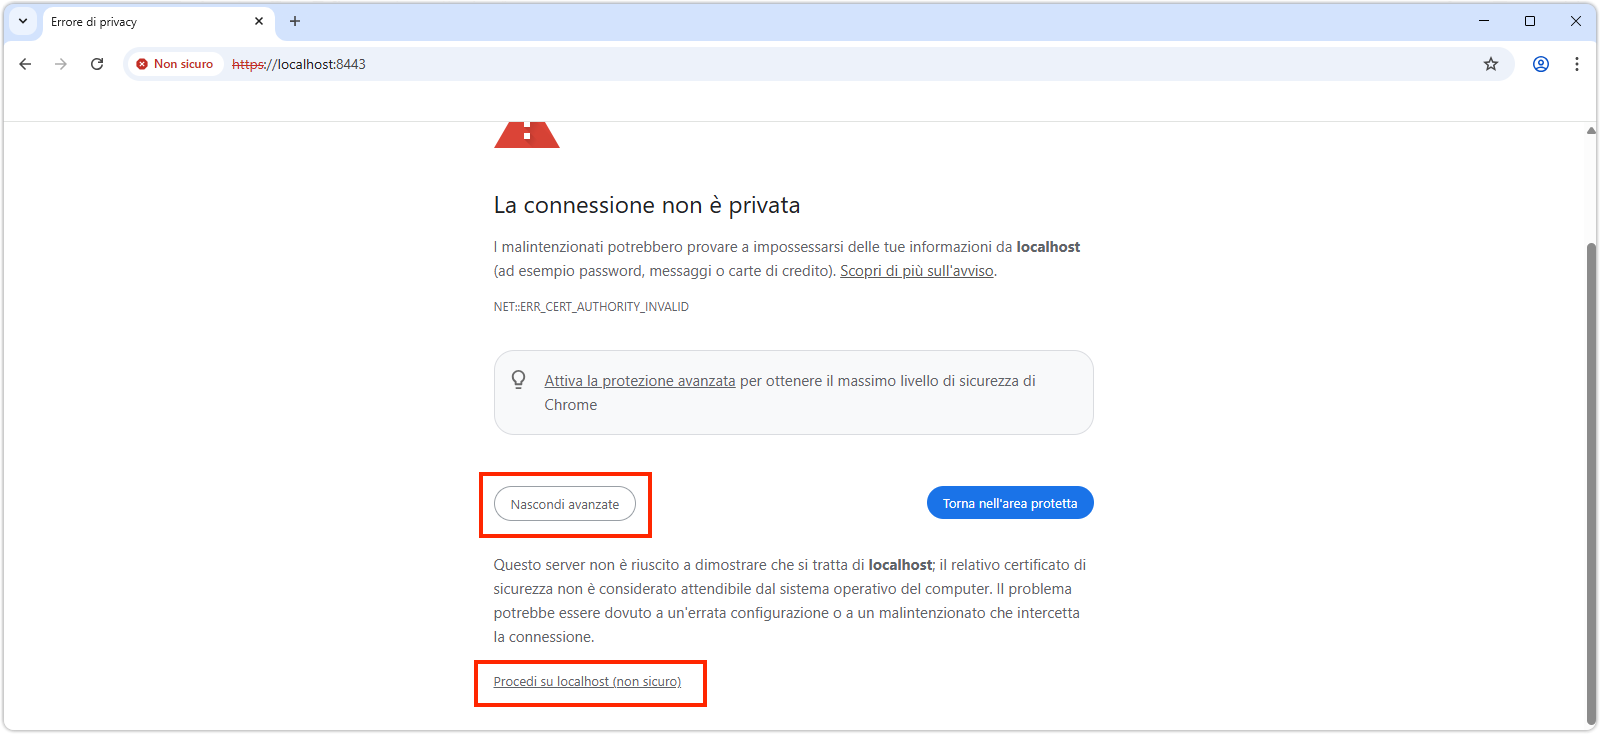 Errore di privacy
Non sicuro https://localhost:8443
La connessione non è privata
I malintenzionati potrebbero provare a impossessarsi delle tue informazioni da localhost
(ad esempio password, messaggi o carte di credito). Scopri di più sull'avviso.
NET::ERR_CERT_AUTHORITY_INVALID
Attiva la protezione avanzata per ottenere il massimo livello di sicurezza di
Chrome
Nascondi avanzate
Torna nell'area protetta
Questo server non è riuscito a dimostrare che si tratta di localhost; il relativo certificato di
sicurezza non è considerato attendibile dal sistema operativo del computer. Il problema
potrebbe essere dovuto a un'errata configurazione o a un malintenzionato che intercetta
la connessione.
Procedi su localhost (non sicuro)